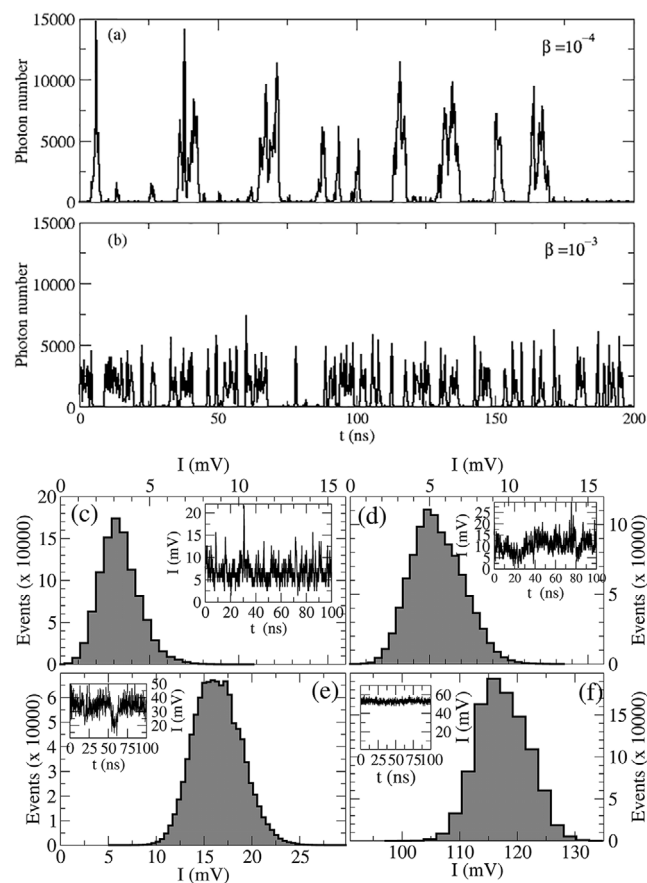 15000
(a)
β=10⁻⁴
10000
Photon number
5000
0
15000
(b)
β=10⁻³
10000
Photon number
5000
0
0 50 100 150 200
t (ns)
I (mV)
0 5 10 15
20
(c)
15
Events (x 10000)
10
5
0
I (mV)
20
15
10
5
0
0 20 40 60 80 100
t (ns)
I (mV)
0 5 10 15
(d)
10
Events (x 10000)
5
0
I (mV)
25
20
15
10
5
0
0 20 40 60 80 100
t (ns)
7
6
5
4
3
2
1
0
Events (x 10000)
(e)
50
40
30
20
I (mV)
0 25 50 75 100
t (ns)
0 5 10 15 20 25
I (mV)
(f)
60
40
20
0
I (mV)
0 25 50 75 100
t (ns)
15
10
5
0
Events (x 10000)
100 110 120 130
I (mV)